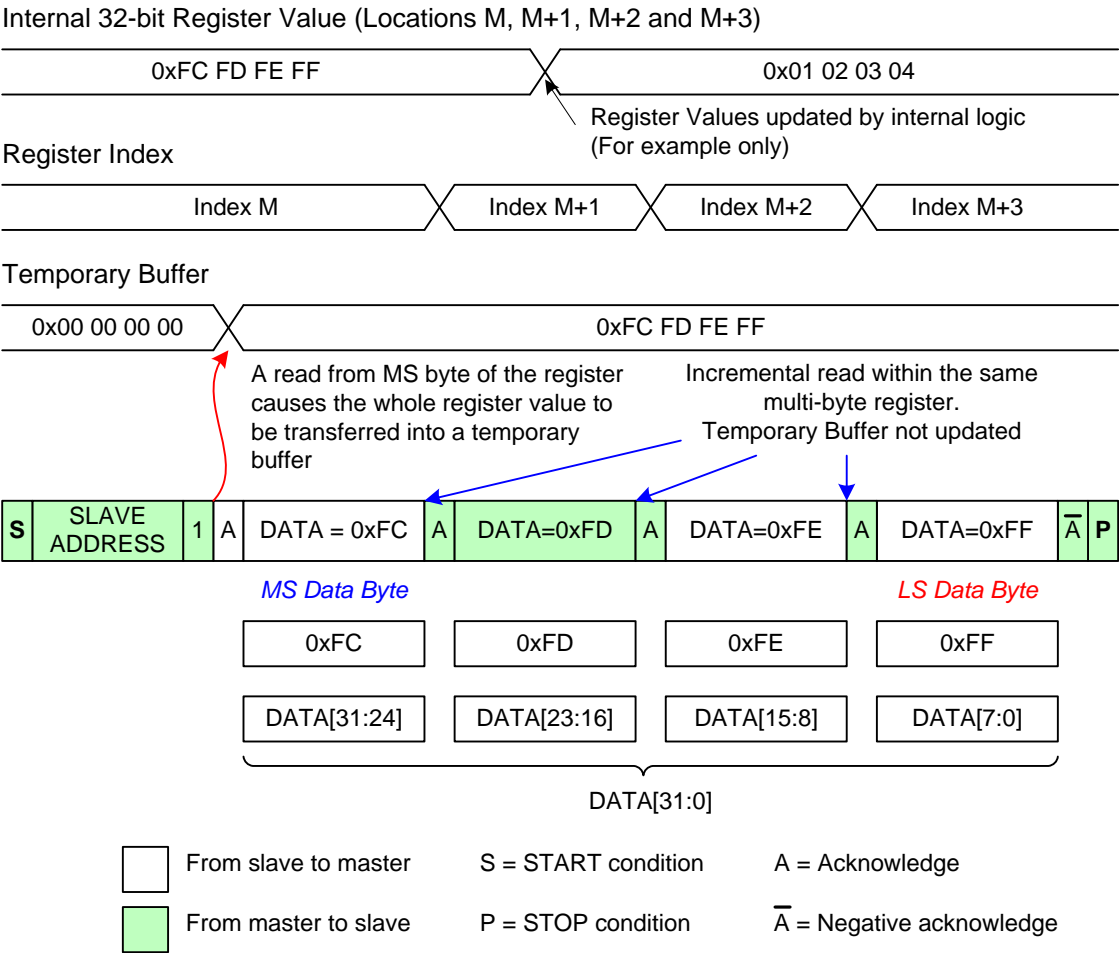 Internal 32-bit Register Value (Locations M, M+1, M+2 and M+3)
0xFC FD FE FF
0x01 02 03 04
Register Values updated by internal logic
(For example only)
Register Index
Index M
Index M+1
Index M+2
Index M+3
Temporary Buffer
0x00 00 00 00
0xFC FD FE FF
A read from MS byte of the register
causes the whole register value to
be transferred into a temporary
buffer
Incremental read within the same
multi-byte register.
Temporary Buffer not updated
S
SLAVE
ADDRESS
1
A
DATA = 0xFC
A
DATA=0xFD
A
DATA=0xFE
A
DATA=0xFF
A̅
P
MS Data Byte
LS Data Byte
0xFC
0xFD
0xFE
0xFF
DATA[31:24]
DATA[23:16]
DATA[15:8]
DATA[7:0]
DATA[31:0]
From slave to master
S = START condition
A = Acknowledge
From master to slave
P = STOP condition
A̅ = Negative acknowledge